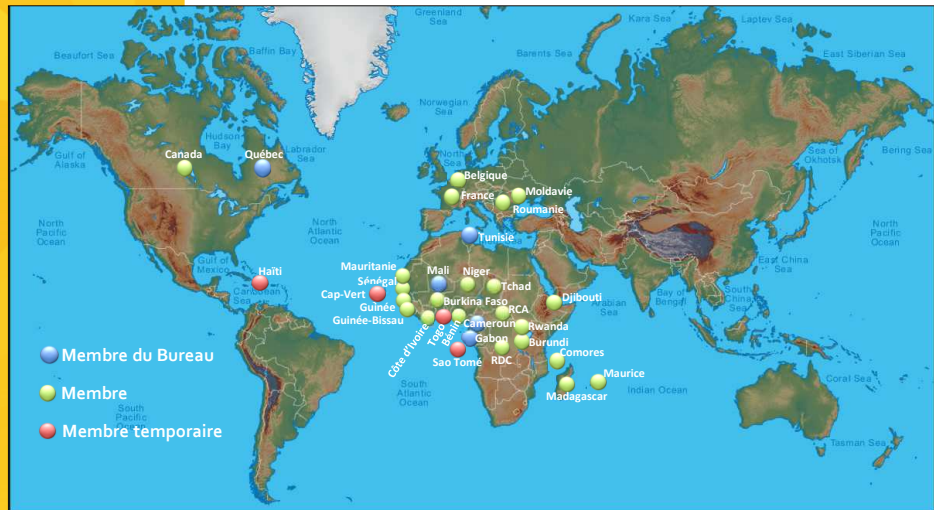 Greenland
Sea
Kara Sea
Laptev Sea
Beaufort Sea
Baffin Bay
Barents Sea
East Siberian Sea
Norwegian
Sea
Hudson
Bay
Labrador
Sea
Gulf of
Alaska
North
Sea
Sea of
Okhotsk
Bering Sea
Canada
Québec
Belgique
France
Moldavie
Roumanie
North
Pacific
Ocean
North
Atlantic
Ocean
North
Pacific
Ocean
Tunisie
Gulf of
Mexico
East China
Sea
Haïti
Caribbean
Sea
Mauritanie
Sénégal
Cap-Vert
Guinée
Guinée-Bissau
Mali
Niger
Tchad
Burkina Faso
Djibouti
Arabian
Sea
Bay of
Bengal
South
China
Sea
RCA
Côte d'Ivoire
Togo
Bénin
Cameroun
Gabon
Rwanda
Burundi
Sao Tomé
RDC
Comores
Maurice
Madagascar
Indian Ocean
Coral Sea
South
Atlantic
Ocean
South
Pacific
Ocean
Tasman Sea
Membre du Bureau
Membre
Membre temporaire